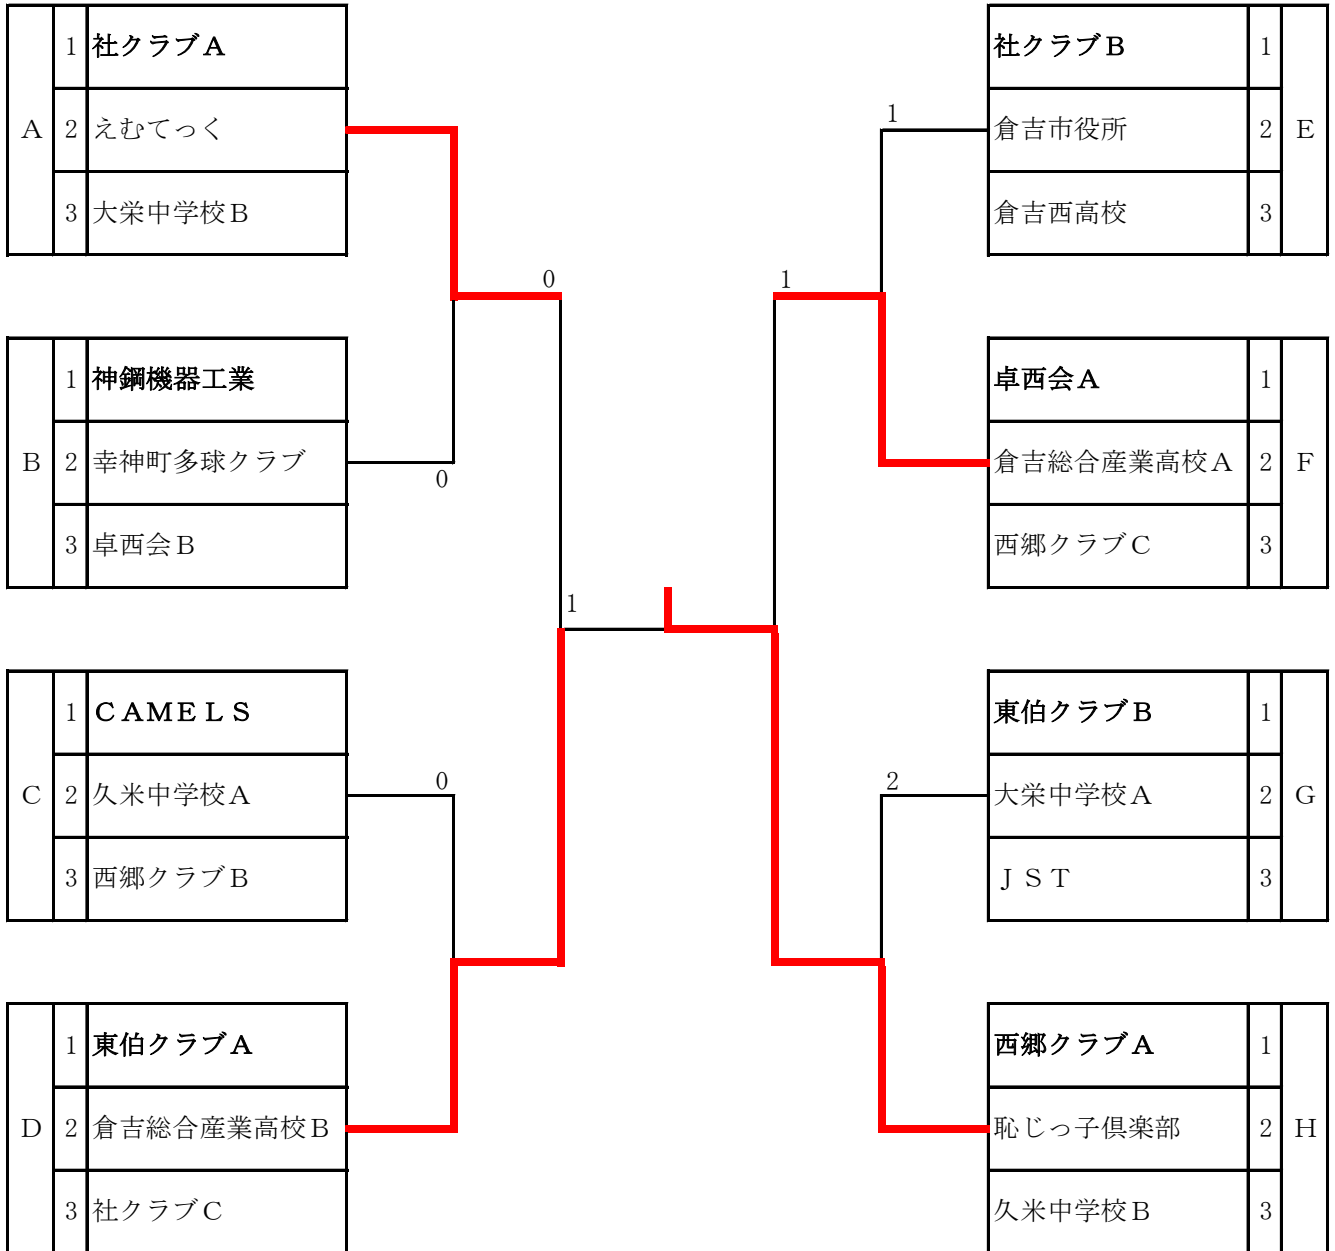 A
1 社クラブA
2 えむてっく
3 大栄中学校B
B
1 神鋼機器工業
2 幸神町多球クラブ
3 卓西会B
C
1 CAMELS
2 久米中学校A
3 西郷クラブB
D
1 東伯クラブA
2 倉吉総合産業高校B
3 社クラブC
0
0
0
1
1
1
2
社クラブB 1
倉吉市役所 2
倉吉西高校 3
E
卓西会A 1
倉吉総合産業高校A 2
西郷クラブC 3
F
東伯クラブB 1
大栄中学校A 2
JST 3
G
西郷クラブA 1
恥じっ子倶楽部 2
久米中学校B 3
H